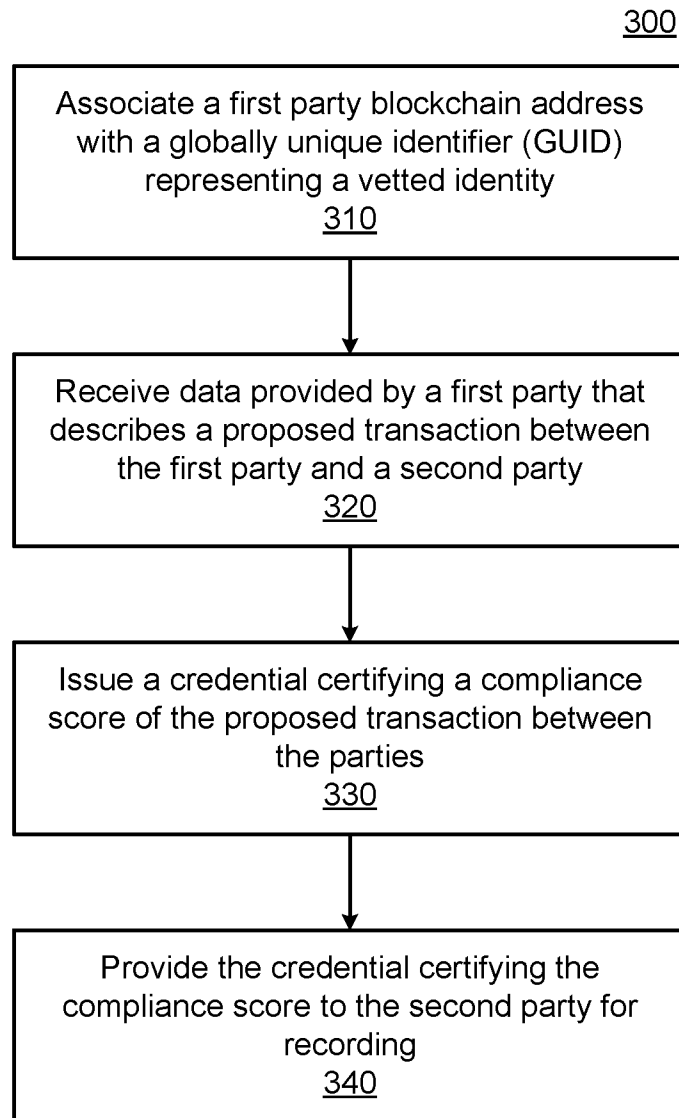 300
Associate a first party blockchain address
with a globally unique identifier (GUID)
representing a vetted identity
310
Receive data provided by a first party that
describes a proposed transaction between
the first party and a second party
320
Issue a credential certifying a compliance
score of the proposed transaction between
the parties
330
Provide the credential certifying the
compliance score to the second party for
recording
340